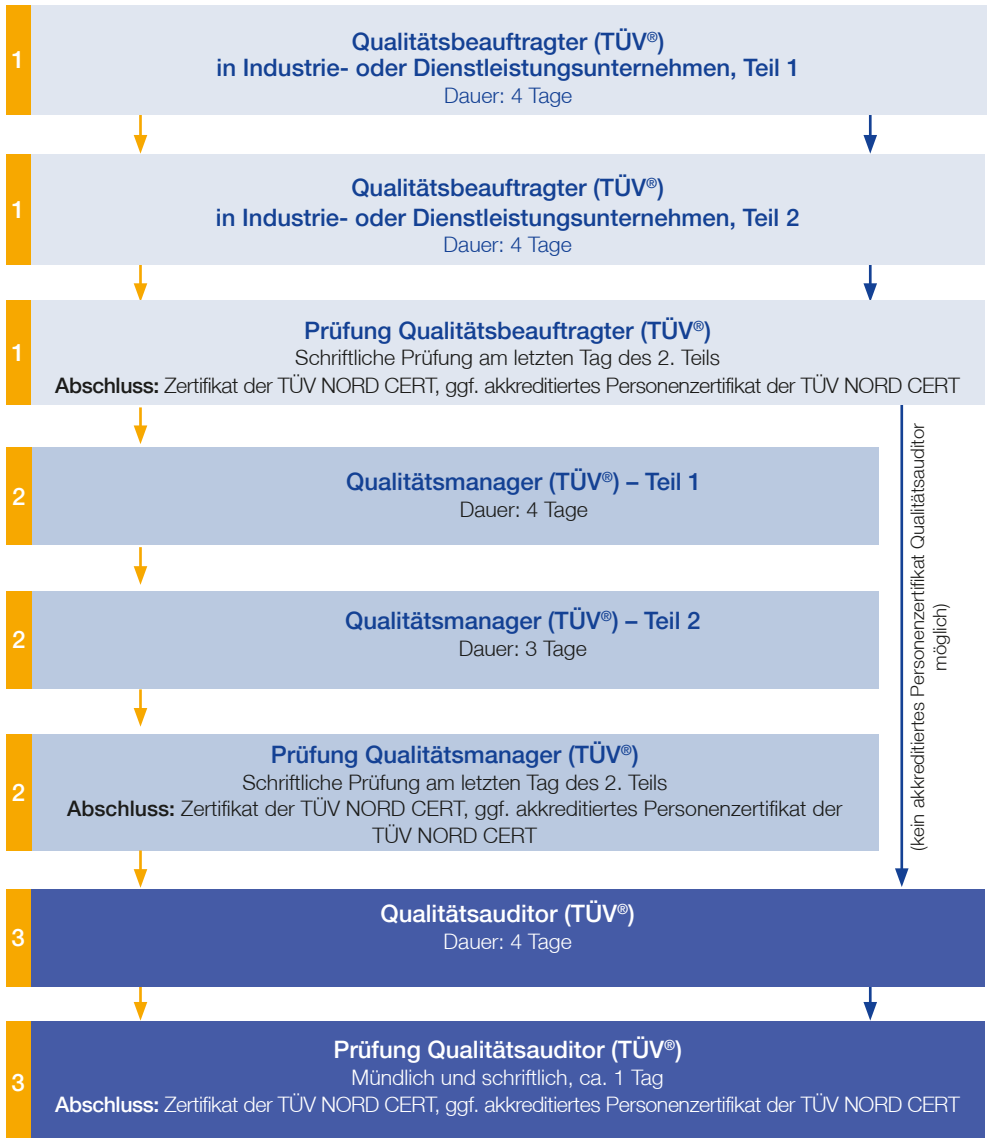 1
Qualitätsbeauftragter (TÜV®)
in Industrie- oder Dienstleistungsunternehmen, Teil 1
Dauer: 4 Tage
1
Qualitätsbeauftragter (TÜV®)
in Industrie- oder Dienstleistungsunternehmen, Teil 2
Dauer: 4 Tage
1
Prüfung Qualitätsbeauftragter (TÜV®)
Schriftliche Prüfung am letzten Tag des 2. Teils
Abschluss: Zertifikat der TÜV NORD CERT, ggf. akkreditiertes Personenzertifikat der TÜV NORD CERT
2
Qualitätsmanager (TÜV®) – Teil 1
Dauer: 4 Tage
2
Qualitätsmanager (TÜV®) – Teil 2
Dauer: 3 Tage
2
Prüfung Qualitätsmanager (TÜV®)
Schriftliche Prüfung am letzten Tag des 2. Teils
Abschluss: Zertifikat der TÜV NORD CERT, ggf. akkreditiertes Personenzertifikat der
TÜV NORD CERT
(kein akkreditiertes Personenzertifikat Qualitätsauditor
möglich)
3
Qualitätsauditor (TÜV®)
Dauer: 4 Tage
3
Prüfung Qualitätsauditor (TÜV®)
Mündlich und schriftlich, ca. 1 Tag
Abschluss: Zertifikat der TÜV NORD CERT, ggf. akkreditiertes Personenzertifikat der TÜV NORD CERT